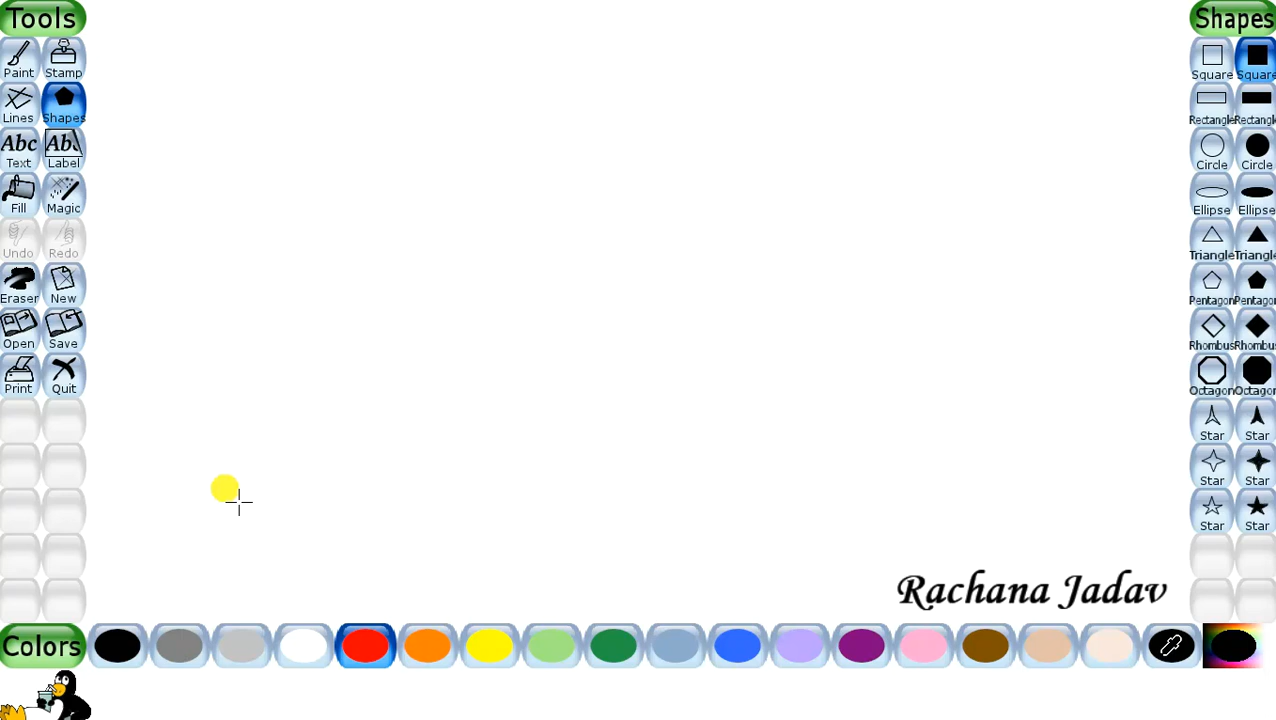 Tools
Paint Stamp
Lines Shapes
Abc Abc
Text Label
Fill Magic
Undo Redo
Eraser New
Open Save
Print Quit
Shapes
Square Square
Rectangle Rectangle
Circle Circle
Ellipse Ellipse
Triangle Triangle
Pentagon Pentagon
Rhombus Rhombus
Octagon Octagon
Star Star
Star Star
Star Star
Rachana Jadav
Colors